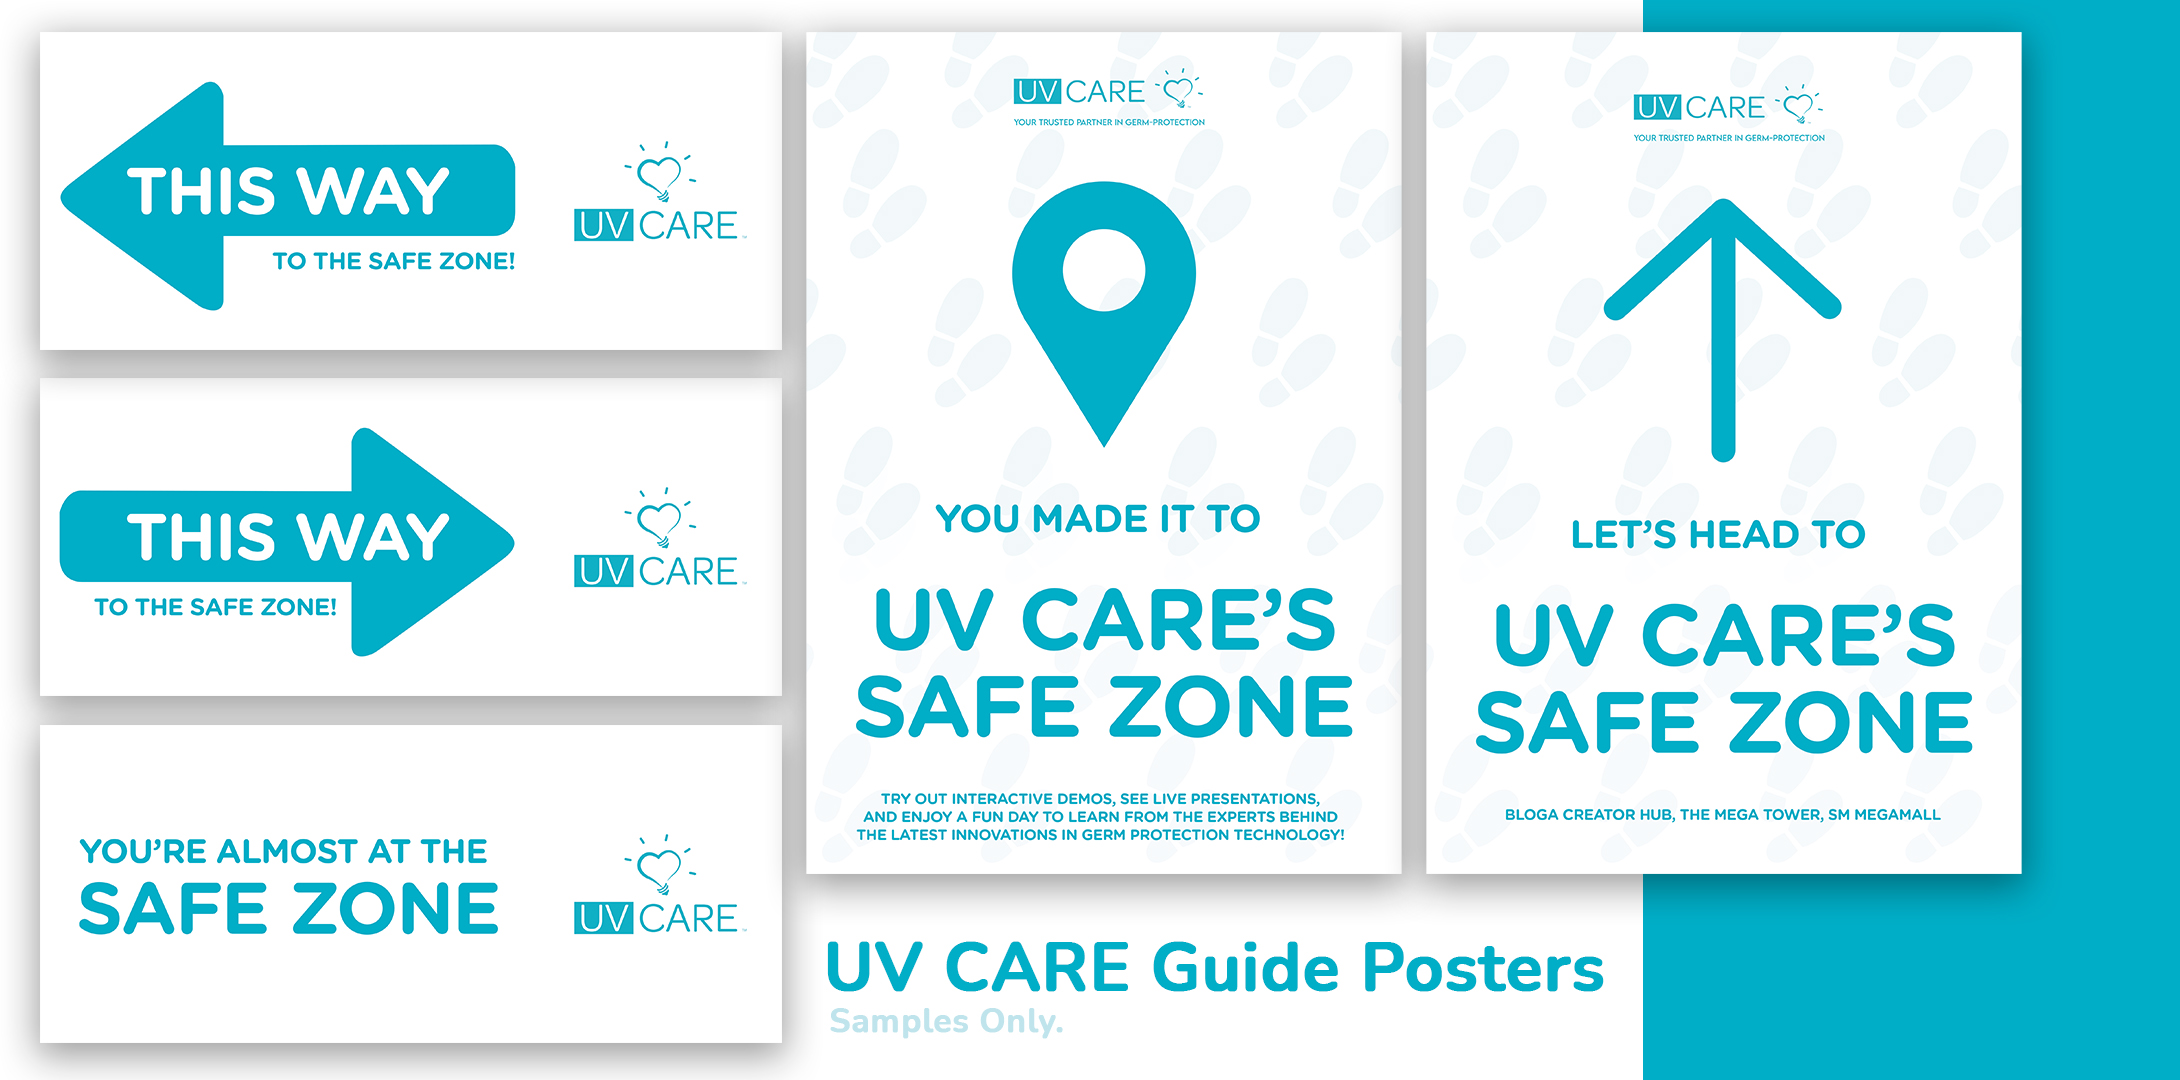 THIS WAY
TO THE SAFE ZONE!
UV CARE
THIS WAY
TO THE SAFE ZONE!
UV CARE
YOU’RE ALMOST AT THE
SAFE ZONE
UV CARE
UV CARE
YOUR TRUSTED PARTNER IN GERM-PROTECTION
YOU MADE IT TO
UV CARE’S
SAFE ZONE
TRY OUT INTERACTIVE DEMOS, SEE LIVE PRESENTATIONS,
AND ENJOY A FUN DAY TO LEARN FROM THE EXPERTS BEHIND
THE LATEST INNOVATIONS IN GERM PROTECTION TECHNOLOGY!
UV CARE
YOUR TRUSTED PARTNER IN GERM-PROTECTION
LET’S HEAD TO
UV CARE’S
SAFE ZONE
BLOGA CREATOR HUB, THE MEGA TOWER, SM MEGAMALL
UV CARE Guide Posters
Samples Only.